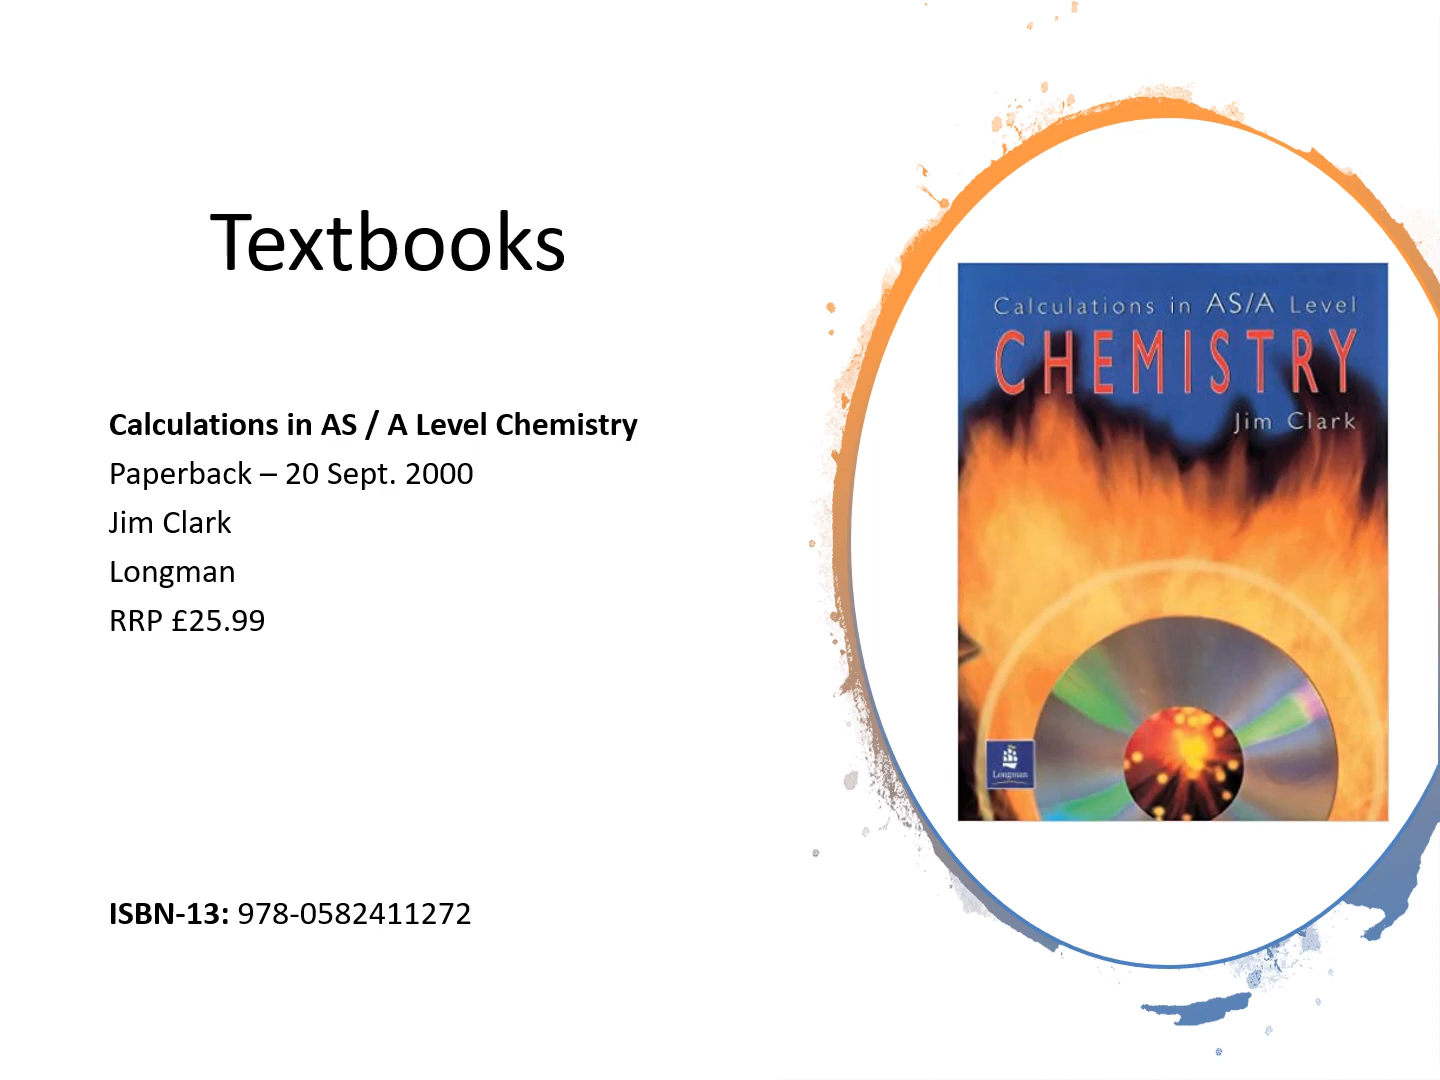 Textbooks
Calculations in AS / A Level Chemistry
Paperback – 20 Sept. 2000
Jim Clark
Longman
RRP £25.99
ISBN-13: 978-0582411272
Calculations in AS/A Level
CHEMISTRY
Jim Clark
Longman